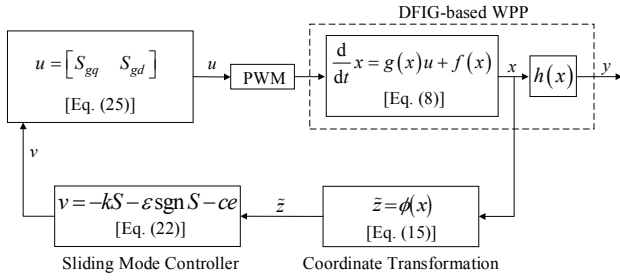 DFIG-based WPP
u = [S_gq S_gd]
[Eq. (25)]
u
PWM
d/dt x = g(x)u + f(x)
[Eq. (8)]
x
h(x)
y
v
v = −kS − εsgn S − ce
[Eq. (22)]
z̃
z̃ = ϕ(x)
[Eq. (15)]
Sliding Mode Controller
Coordinate Transformation